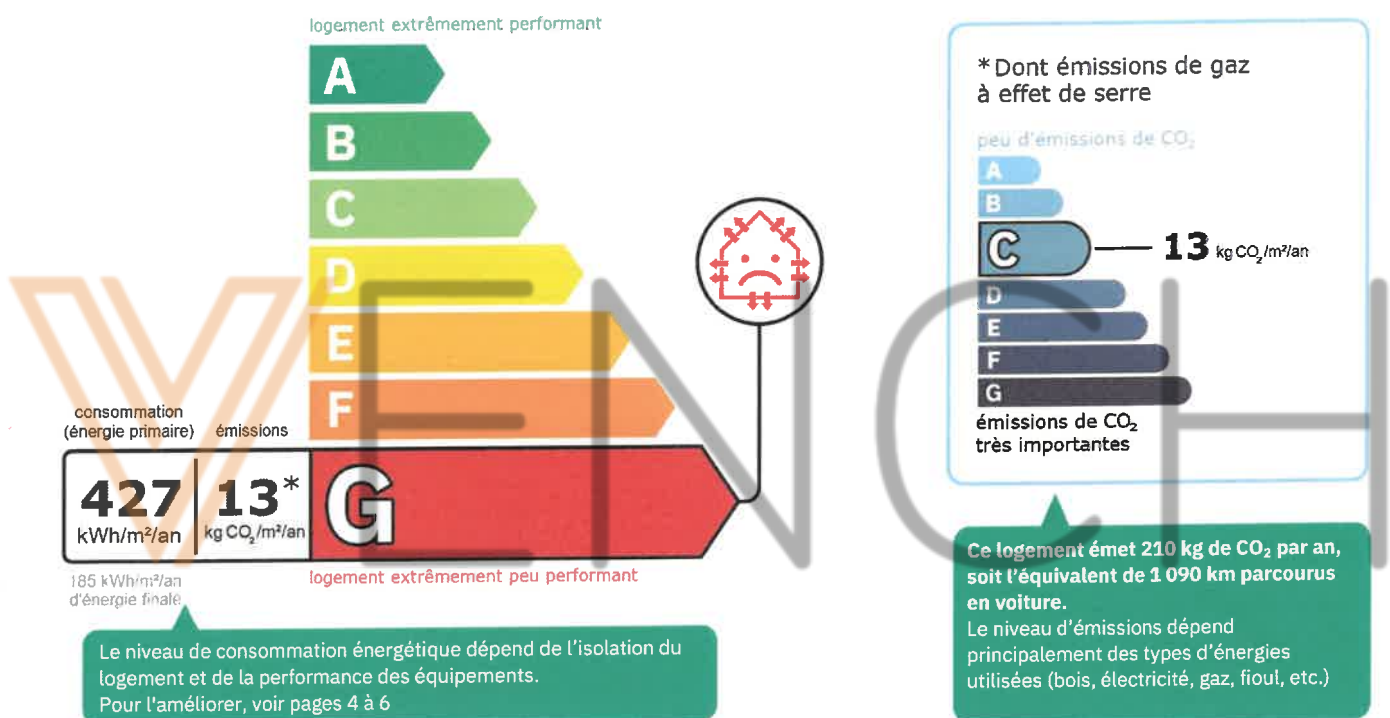 logement extrêmement performant
A
B
C
D
E
F
consommation
(énergie primaire)
émissions
427
kWh/m²/an
13*
kg CO₂/m²/an
G
185 kWh/m²/an
d'énergie finale
logement extrêmement peu performant
Le niveau de consommation énergétique dépend de l'isolation du
logement et de la performance des équipements.
Pour l'améliorer, voir pages 4 à 6
* Dont émissions de gaz
à effet de serre
peu d'émissions de CO₂
A
B
C
13 kg CO₂/m²/an
D
E
F
G
émissions de CO₂
très importantes
Ce logement émet 210 kg de CO₂ par an,
soit l'équivalent de 1 090 km parcourus
en voiture.
Le niveau d'émissions dépend
principalement des types d'énergies
utilisées (bois, électricité, gaz, fioul, etc.)
VENCH